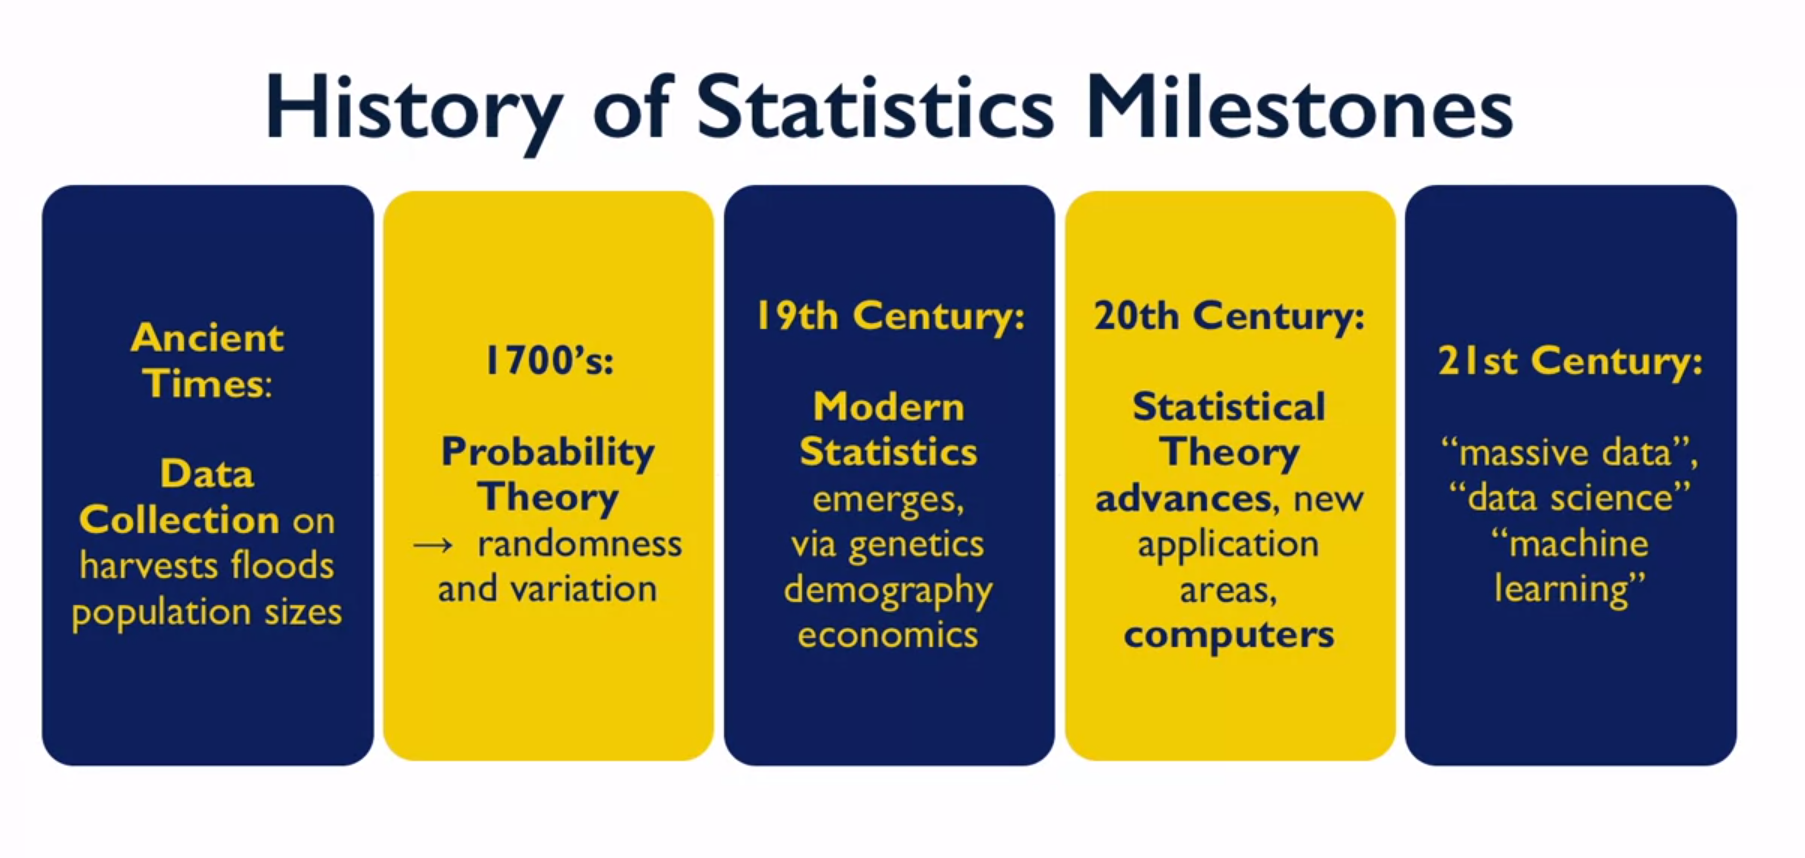 History of Statistics Milestones
Ancient
Times:
Data
Collection on
harvests floods
population sizes
1700’s:
Probability
Theory
→ randomness
and variation
19th Century:
Modern
Statistics
emerges,
via genetics
demography
economics
20th Century:
Statistical
Theory
advances, new
application
areas,
computers
21st Century:
“massive data”,
“data science”
“machine
learning”